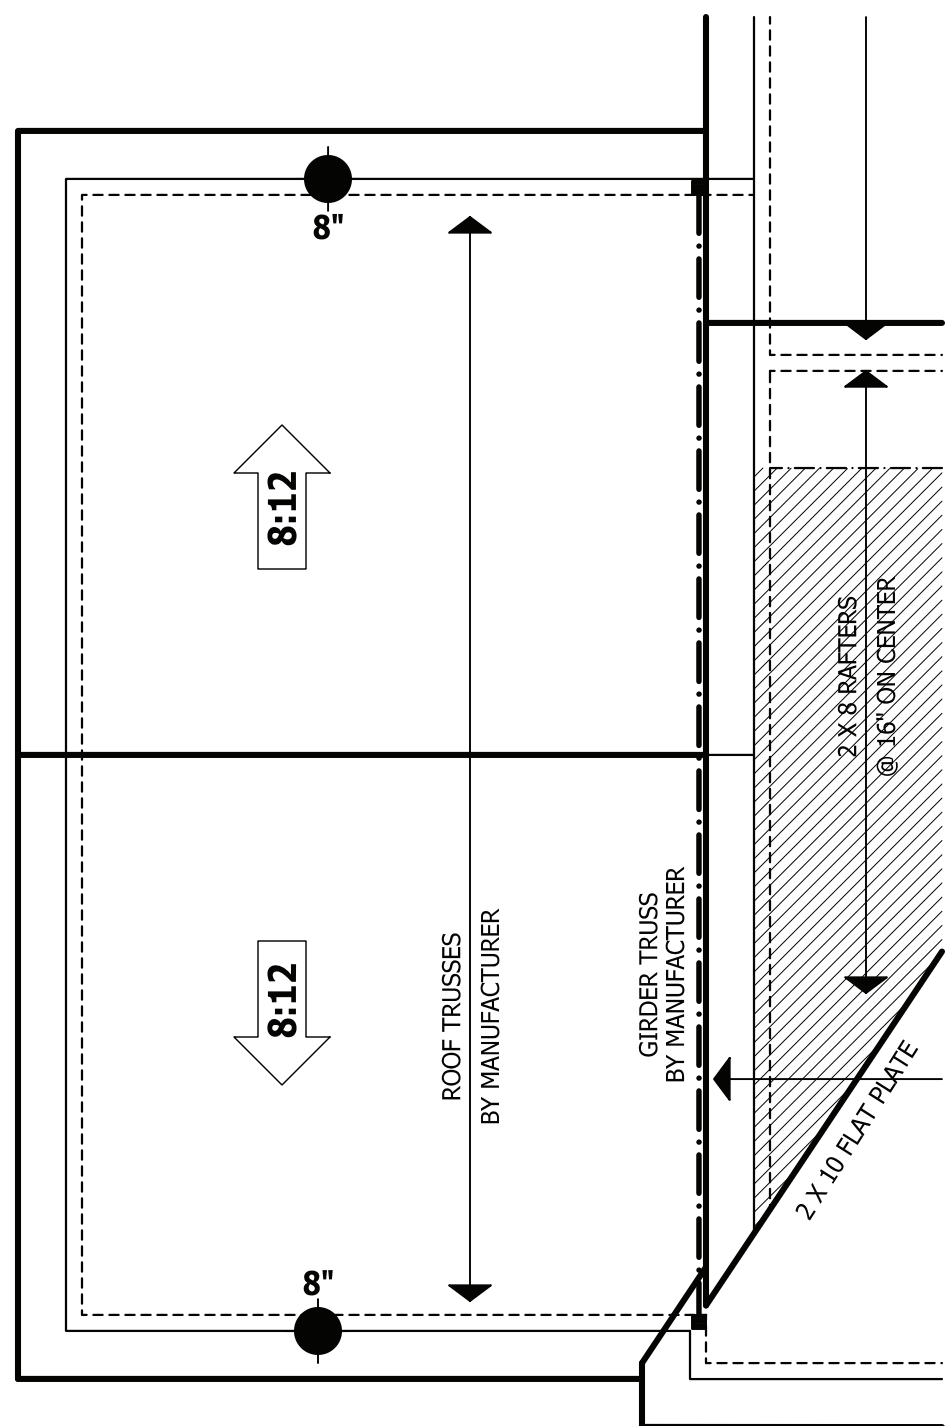 8"
8:12
2 X 8 RAFTERS
@ 16" ON CENTER
8:12
ROOF TRUSSES
BY MANUFACTURER
GIRDER TRUSS
BY MANUFACTURER
2 X 10 FLAT PLATE
8"